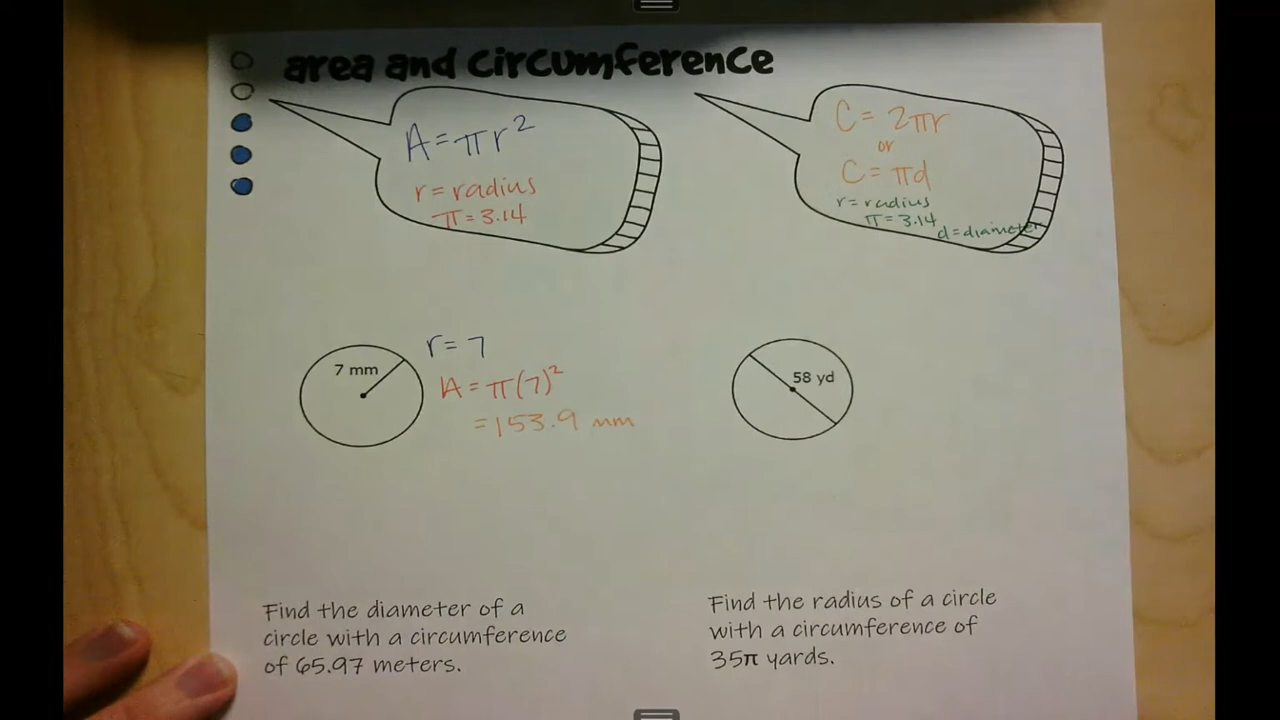 area and circumference
A = πr²
r = radius
π = 3.14
C = 2πr
or
C = πd
r = radius
π = 3.14
d = diameter
7 mm
r = 7
A = π(7)²
= 153.9 mm
58 yd
Find the diameter of a
circle with a circumference
of 65.97 meters.
Find the radius of a circle
with a circumference of
35π yards.